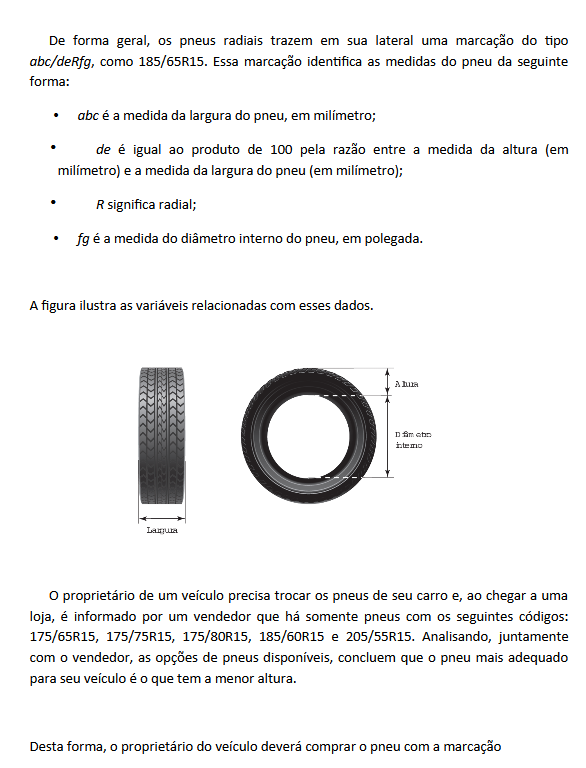 De forma geral, os pneus radiais trazem em sua lateral uma marcação do tipo
abc/deRfg, como 185/65R15. Essa marcação identifica as medidas do pneu da seguinte
forma:
• abc é a medida da largura do pneu, em milímetro;
• de é igual ao produto de 100 pela razão entre a medida da altura (em
milímetro) e a medida da largura do pneu (em milímetro);
• R significa radial;
• fg é a medida do diâmetro interno do pneu, em polegada.
A figura ilustra as variáveis relacionadas com esses dados.
Altura
Diâmetro
interno
Largura
O proprietário de um veículo precisa trocar os pneus de seu carro e, ao chegar a uma
loja, é informado por um vendedor que há somente pneus com os seguintes códigos:
175/65R15, 175/75R15, 175/80R15, 185/60R15 e 205/55R15. Analisando, juntamente
com o vendedor, as opções de pneus disponíveis, concluem que o pneu mais adequado
para seu veículo é o que tem a menor altura.
Desta forma, o proprietário do veículo deverá comprar o pneu com a marcação